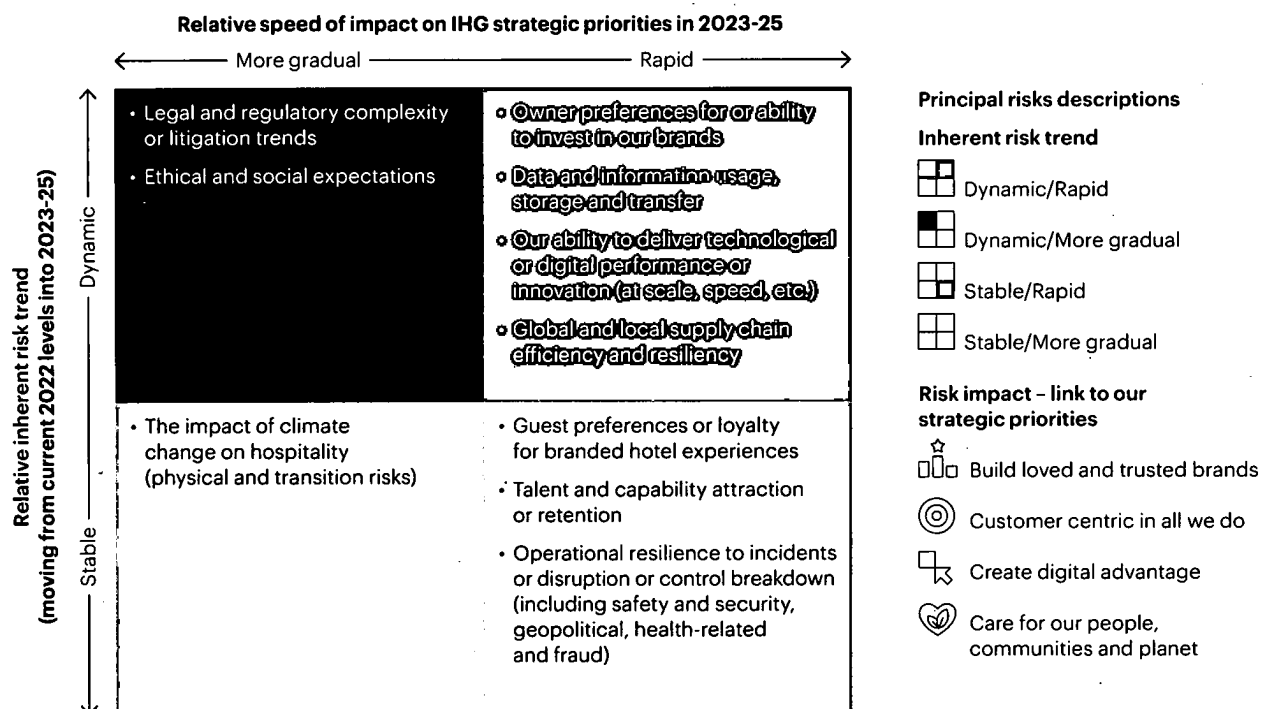 Relative speed of impact on IHG strategic priorities in 2023-25
More gradual
Rapid
Relative inherent risk trend
(moving from current 2022 levels into 2023-25)
Dynamic
Stable
• Legal and regulatory complexity
or litigation trends
• Ethical and social expectations
• Owner preferences for or ability
to invest in our brands
• Data and information usage,
storage and transfer
• Our ability to deliver technological
or digital performance or
innovation (at scale, speed, etc.)
• Global and local supply chain
efficiency and resiliency
• The impact of climate
change on hospitality
(physical and transition risks)
• Guest preferences or loyalty
for branded hotel experiences
• Talent and capability attraction
or retention
• Operational resilience to incidents
or disruption or control breakdown
(including safety and security,
geopolitical, health-related
and fraud)
Principal risks descriptions
Inherent risk trend
Dynamic/Rapid
Dynamic/More gradual
Stable/Rapid
Stable/More gradual
Risk impact – link to our
strategic priorities
Build loved and trusted brands
Customer centric in all we do
Create digital advantage
Care for our people,
communities and planet